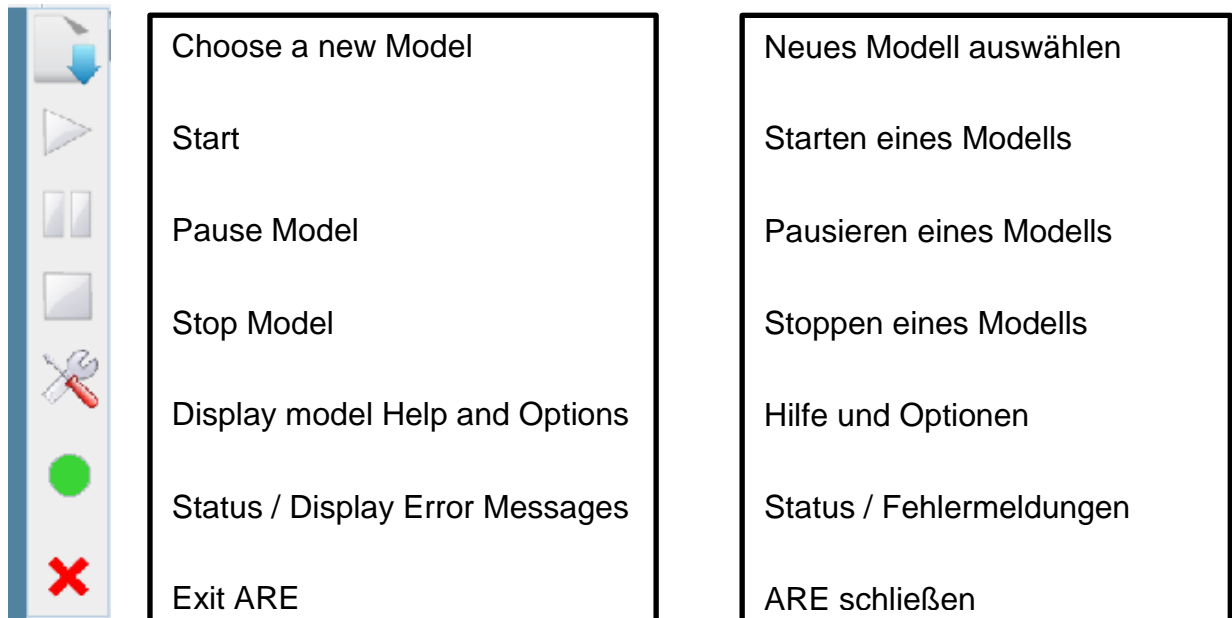 Choose a new Model
Start
Pause Model
Stop Model
Display model Help and Options
Status / Display Error Messages
Exit ARE
Neues Modell auswählen
Starten eines Modells
Pausieren eines Modells
Stoppen eines Modells
Hilfe und Optionen
Status / Fehlermeldungen
ARE schließen